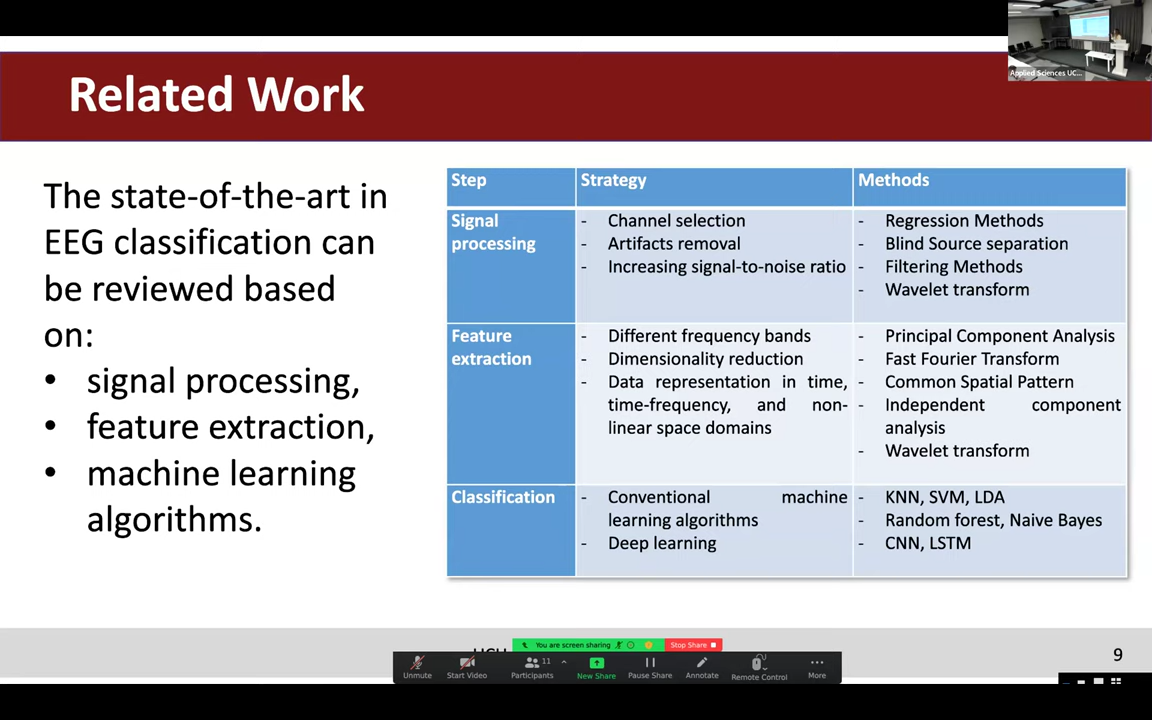 Related Work
Applied Sciences UC...
The state-of-the-art in
EEG classification can
be reviewed based
on:
• signal processing,
• feature extraction,
• machine learning
algorithms.
Step Strategy Methods
Signal
processing
- Channel selection
- Artifacts removal
- Increasing signal-to-noise ratio
- Regression Methods
- Blind Source separation
- Filtering Methods
- Wavelet transform
Feature
extraction
- Different frequency bands
- Dimensionality reduction
- Data representation in time,
time-frequency, and non-
linear space domains
- Principal Component Analysis
- Fast Fourier Transform
- Common Spatial Pattern
- Independent component
analysis
- Wavelet transform
Classification
- Conventional machine
learning algorithms
- Deep learning
- KNN, SVM, LDA
- Random forest, Naive Bayes
- CNN, LSTM
You are screen sharing Stop Share
9
Unmute Start Video Participants 11 New Share Pause Share Annotate Remote Control More